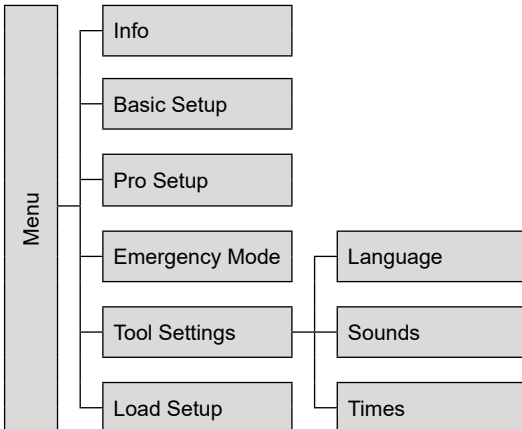 Menu
Info
Basic Setup
Pro Setup
Emergency Mode
Tool Settings
Load Setup
Language
Sounds
Times